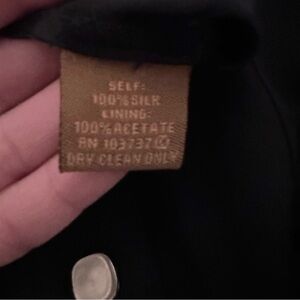 SELF:
100% SILK
LINING:
100% ACETATE
RN 103737
DRY CLEAN ONLY